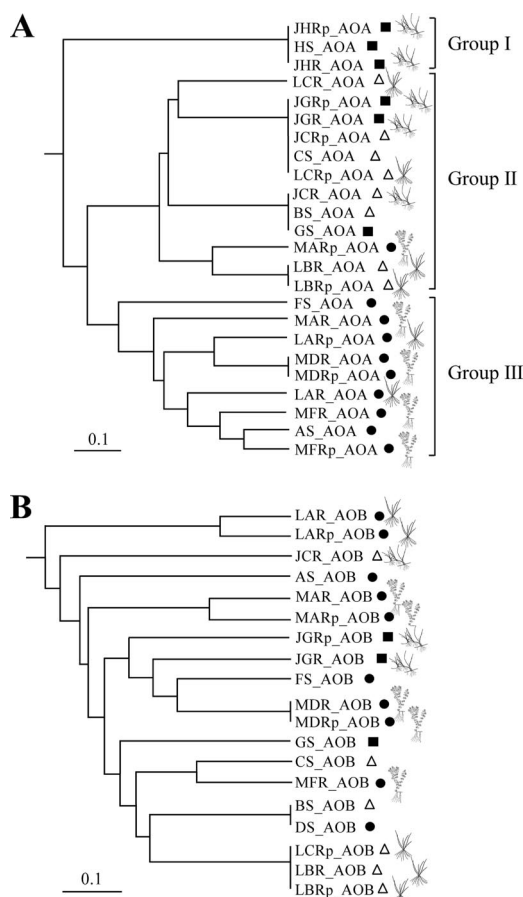 A
JHRp_AOA
HS_AOA
JHR_AOA
Group I
LCR_AOA
JGRp_AOA
JGR_AOA
JCRp_AOA
CS_AOA
LCRp_AOA
JCR_AOA
BS_AOA
GS_AOA
MARp_AOA
LBR_AOA
LBRp_AOA
Group II
FS_AOA
MAR_AOA
LARp_AOA
MDR_AOA
MDRp_AOA
LAR_AOA
MFR_AOA
AS_AOA
MFRp_AOA
Group III
0.1
B
LAR_AOB
LARp_AOB
JCR_AOB
AS_AOB
MAR_AOB
MARp_AOB
JGRp_AOB
JGR_AOB
FS_AOB
MDR_AOB
MDRp_AOB
GS_AOB
CS_AOB
MFR_AOB
BS_AOB
DS_AOB
LCRp_AOB
LBR_AOB
LBRp_AOB
0.1